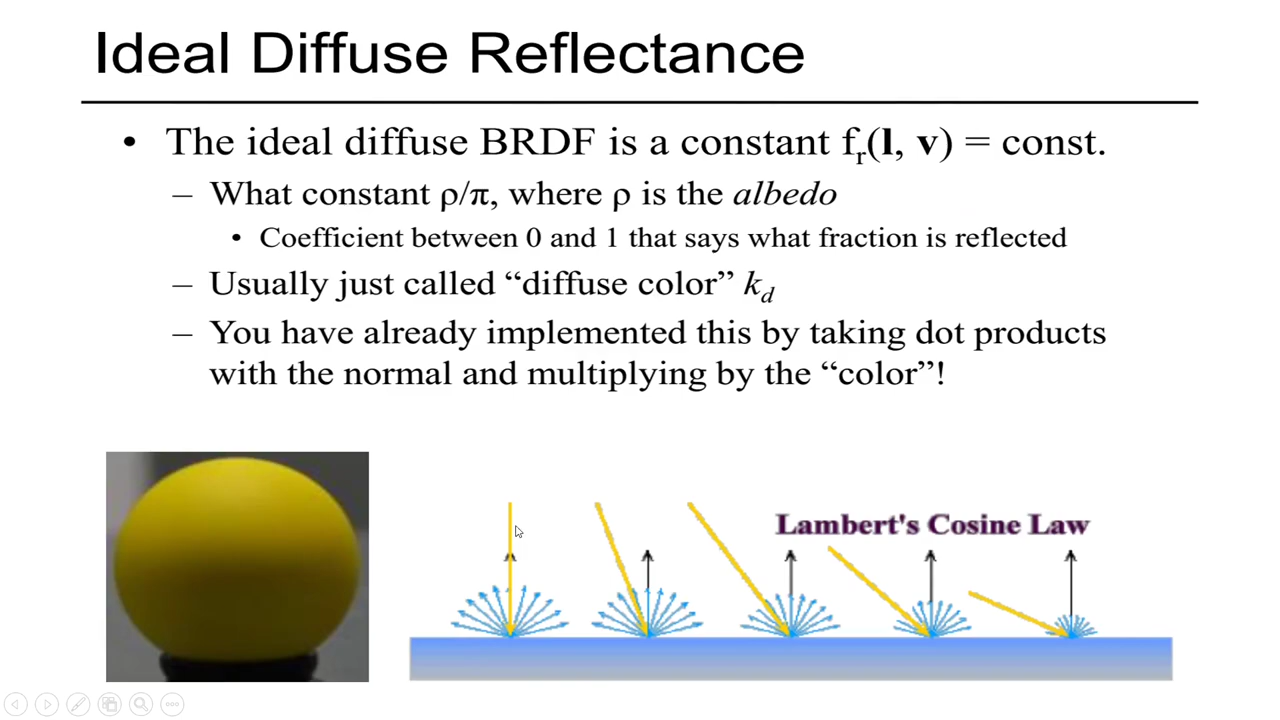 Ideal Diffuse Reflectance
• The ideal diffuse BRDF is a constant fr(l, v) = const.
– What constant ρ/π, where ρ is the albedo
• Coefficient between 0 and 1 that says what fraction is reflected
– Usually just called “diffuse color” kd
– You have already implemented this by taking dot products
with the normal and multiplying by the “color”!
Lambert's Cosine Law